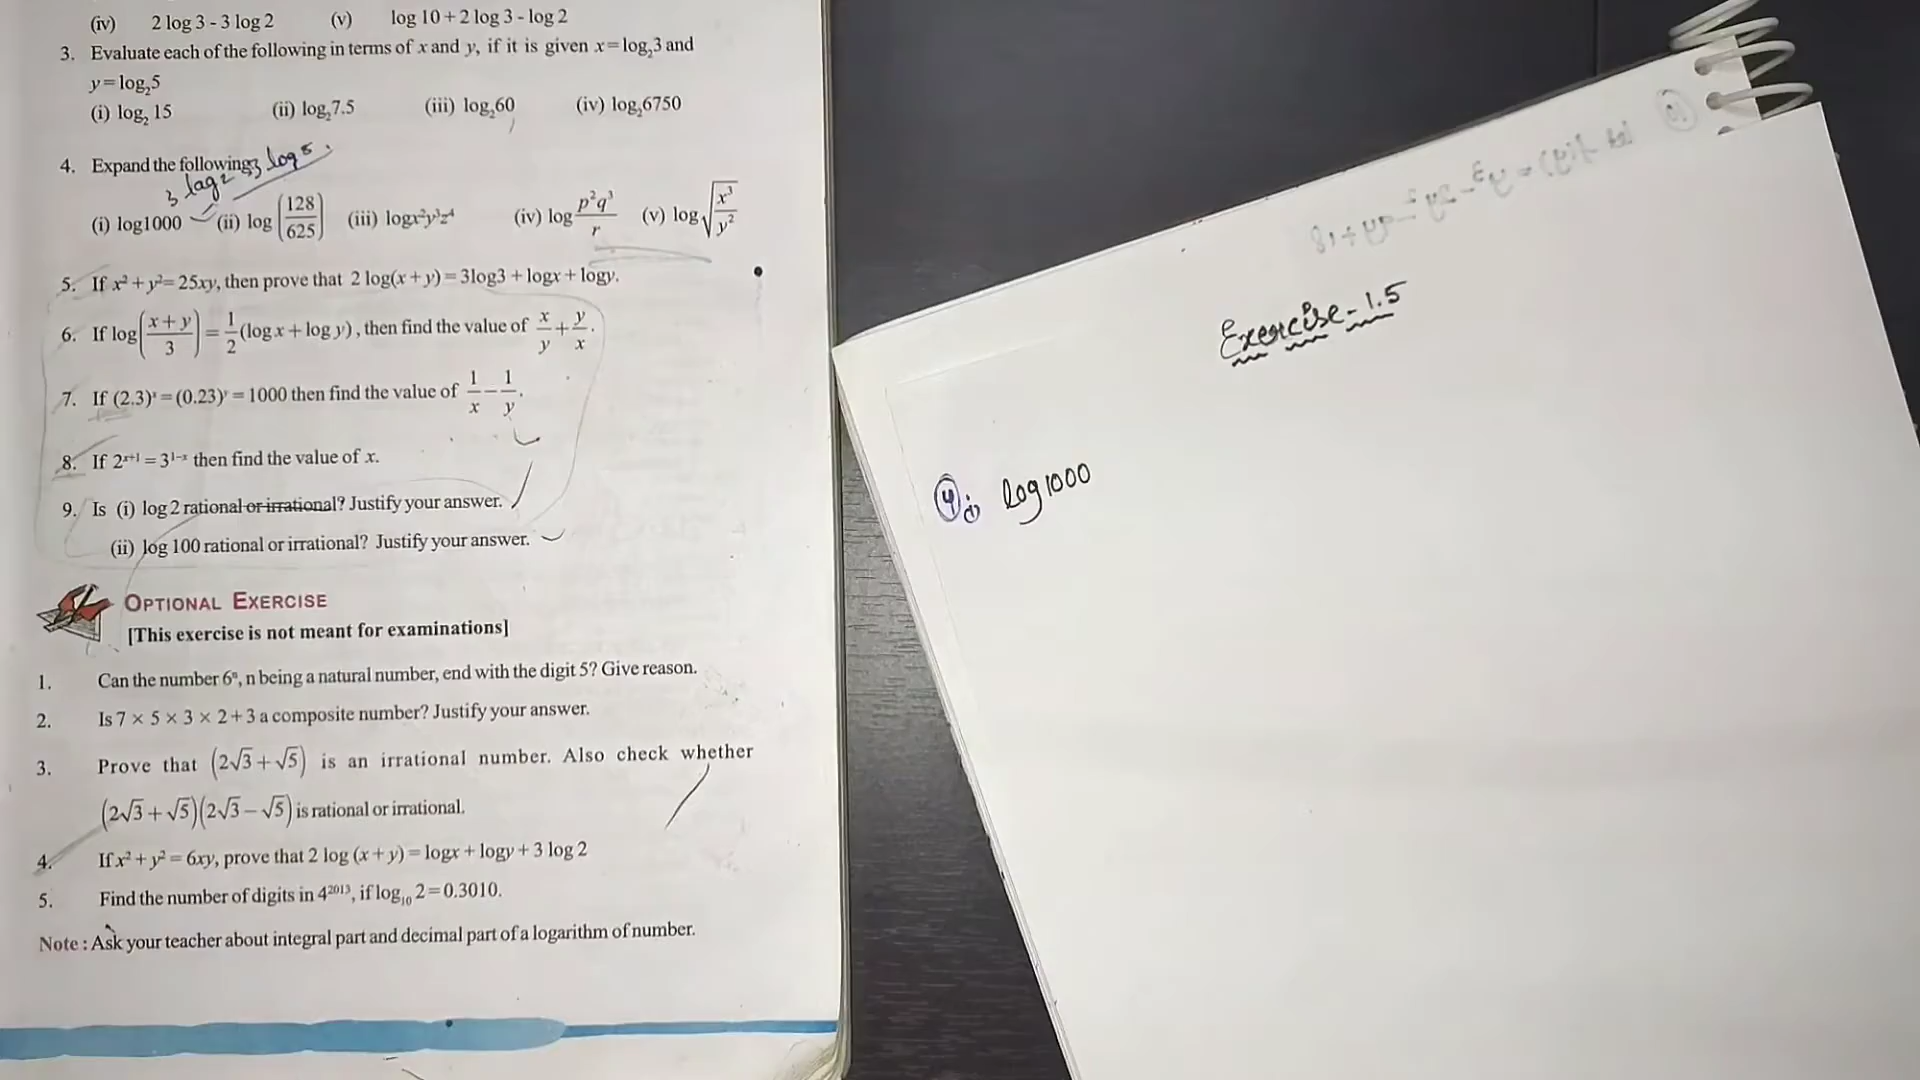 (iv) 2 log 3 - 3 log 2 (v) log 10 + 2 log 3 - log 2
3. Evaluate each of the following in terms of x and y, if it is given x = log₂3 and
y = log₂5
(i) log₂ 15 (ii) log₂7.5 (iii) log₂60 (iv) log₂6750
4. Expand the following
3 log 2 3 log 5
(i) log1000 (ii) log (128/625) (iii) logx²y³z⁴ (iv) log p²q³/r (v) log √(x³/y²)
5. If x² + y² = 25xy, then prove that 2 log(x + y) = 3log3 + logx + logy.
6. If log((x + y)/3) = 1/2 (log x + log y), then find the value of x/y + y/x.
7. If (2.3)ˣ = (0.23)ʸ = 1000 then find the value of 1/x - 1/y.
8. If 2ˣ⁺¹ = 3¹⁻ˣ then find the value of x.
9. Is (i) log 2 rational or irrational? Justify your answer.
(ii) log 100 rational or irrational? Justify your answer.
OPTIONAL EXERCISE
[This exercise is not meant for examinations]
1. Can the number 6ⁿ, n being a natural number, end with the digit 5? Give reason.
2. Is 7 × 5 × 3 × 2 + 3 a composite number? Justify your answer.
3. Prove that (2√3 + √5) is an irrational number. Also check whether
(2√3 + √5)(2√3 – √5) is rational or irrational.
4. If x² + y² = 6xy, prove that 2 log (x + y) = logx + logy + 3 log 2
5. Find the number of digits in 4²⁰¹³, if log₁₀ 2 = 0.3010.
Note : Ask your teacher about integral part and decimal part of a logarithm of number.
Exercise - 1.5
4. (i) log 1000